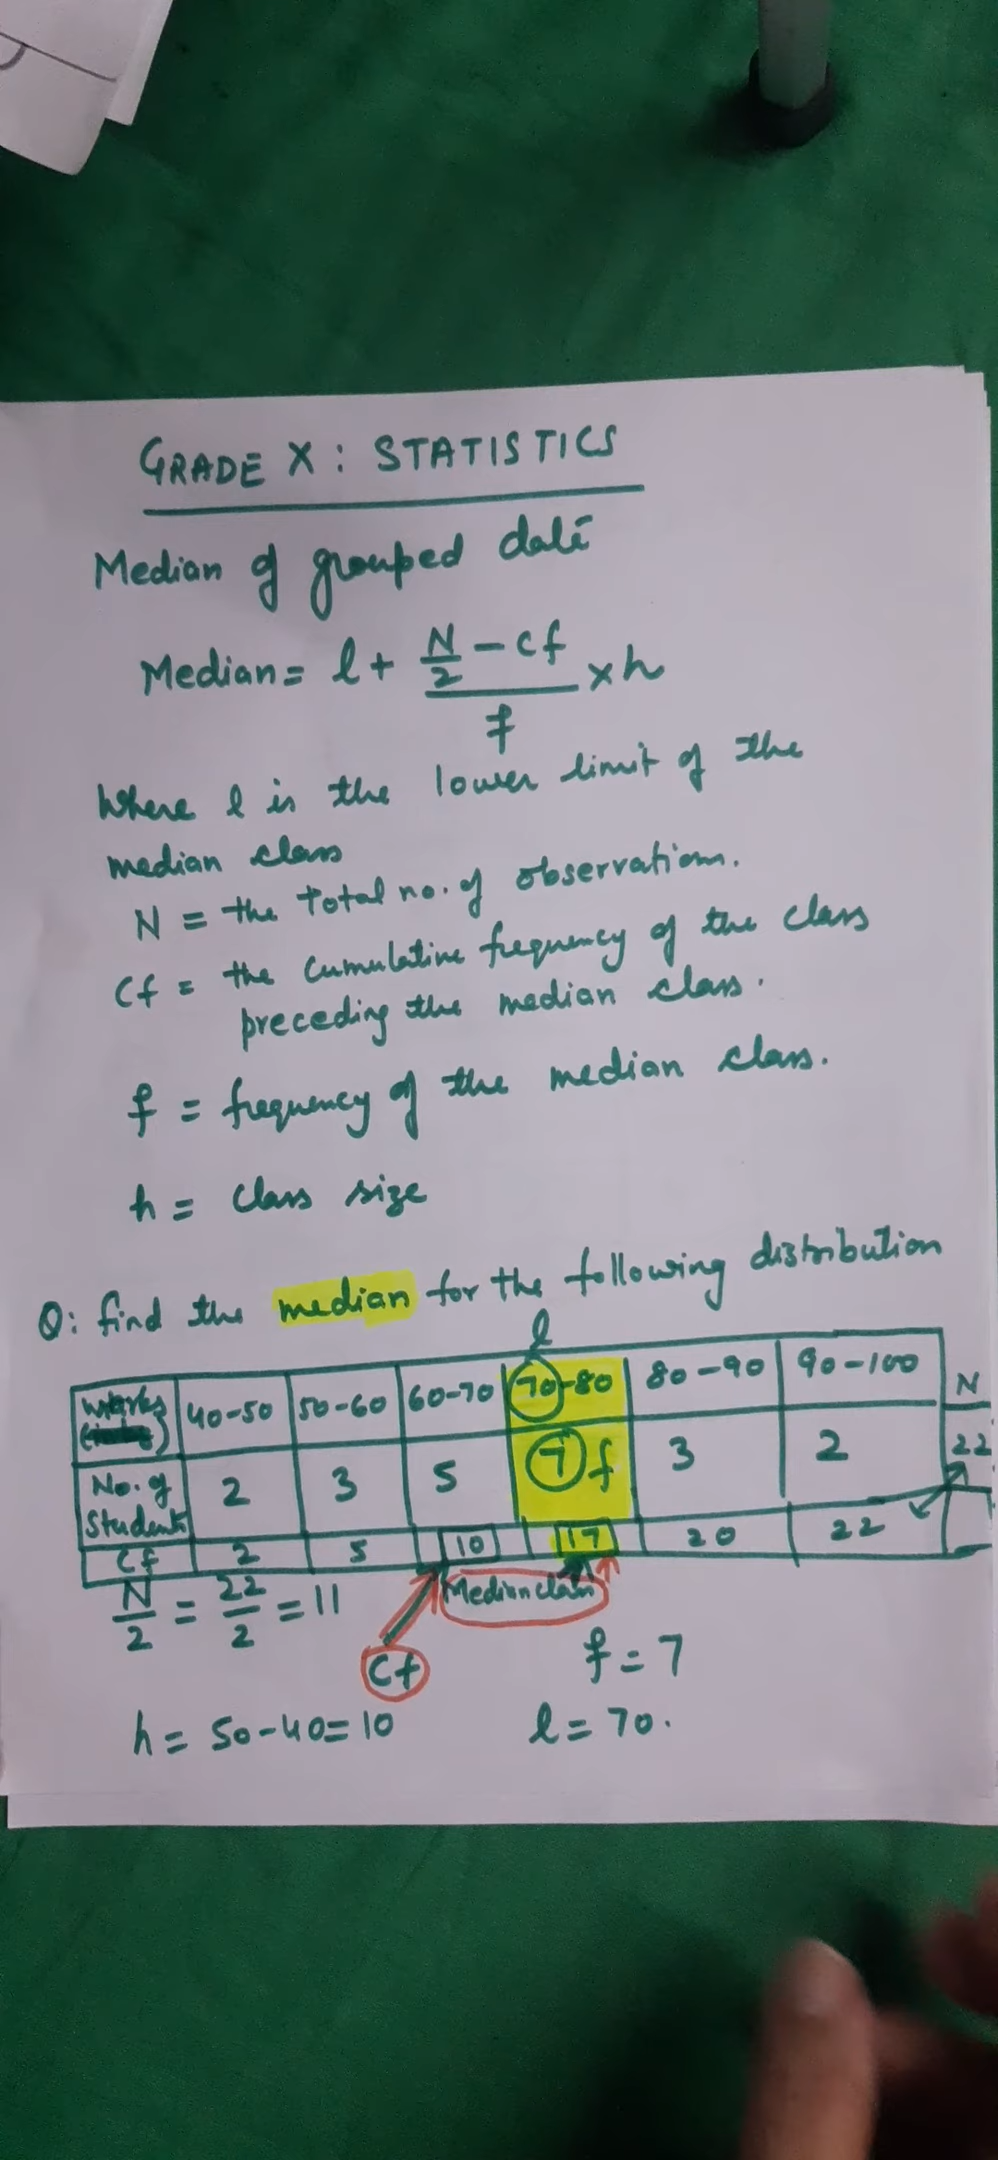 GRADE X: STATISTICS
Median of grouped data
Median = l + (N/2 - cf)/f × h
Where l is the lower limit of the
median class
N = the Total no. of observations.
Cf = the cumulative frequency of the class
preceding the median class.
f = frequency of the median class.
h = class size
Q: find the median for the following distribution
l
Marks 40-50 50-60 60-70 70-80 80-90 90-100 N
No. of Students 2 3 5 7 f 3 2 22
Cf 2 5 10 17 20 22
N/2 = 22/2 = 11
Median class
Cf
f = 7
h = 50-40 = 10
l = 70.